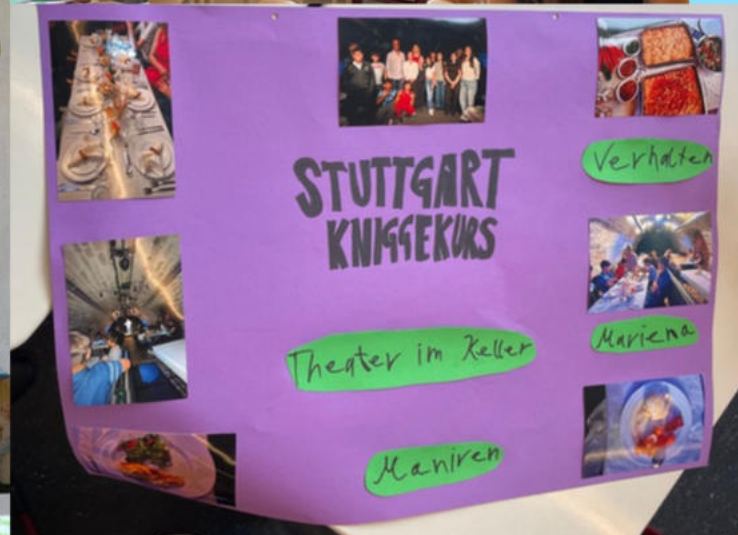 STUTTGART
KNIGGEKURS
Verhalten
Mariena
Theater im Keller
Maniren